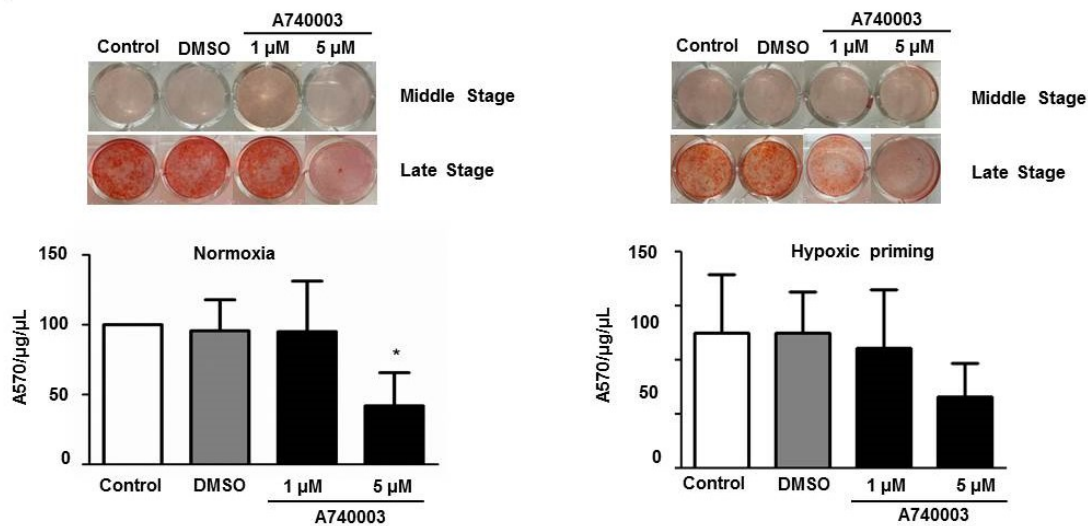 A740003
Control DMSO 1 µM 5 µM
Middle Stage
Late Stage
A740003
Control DMSO 1 µM 5 µM
Middle Stage
Late Stage
Normoxia
A570/µg/µL
150
100
50
0
*
Control DMSO 1 µM 5 µM
A740003
Hypoxic priming
A570/µg/µL
150
100
50
0
Control DMSO 1 µM 5 µM
A740003